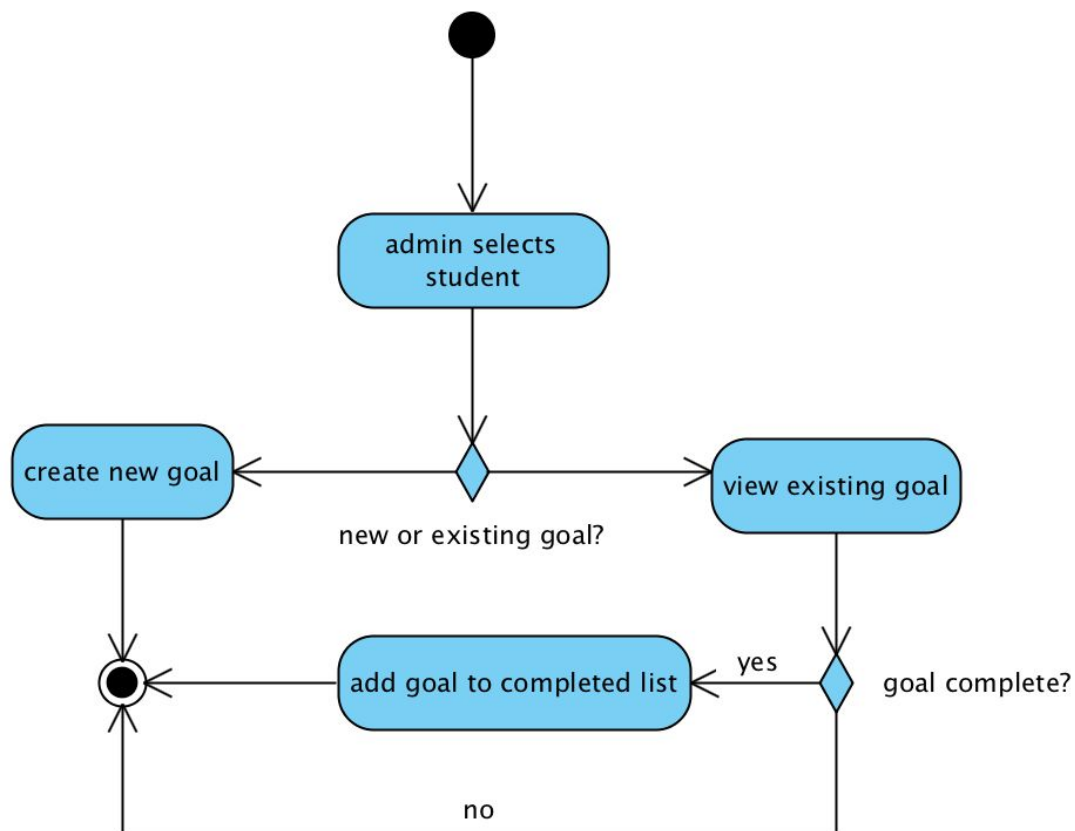 admin selects
student
create new goal
view existing goal
new or existing goal?
add goal to completed list
yes
goal complete?
no